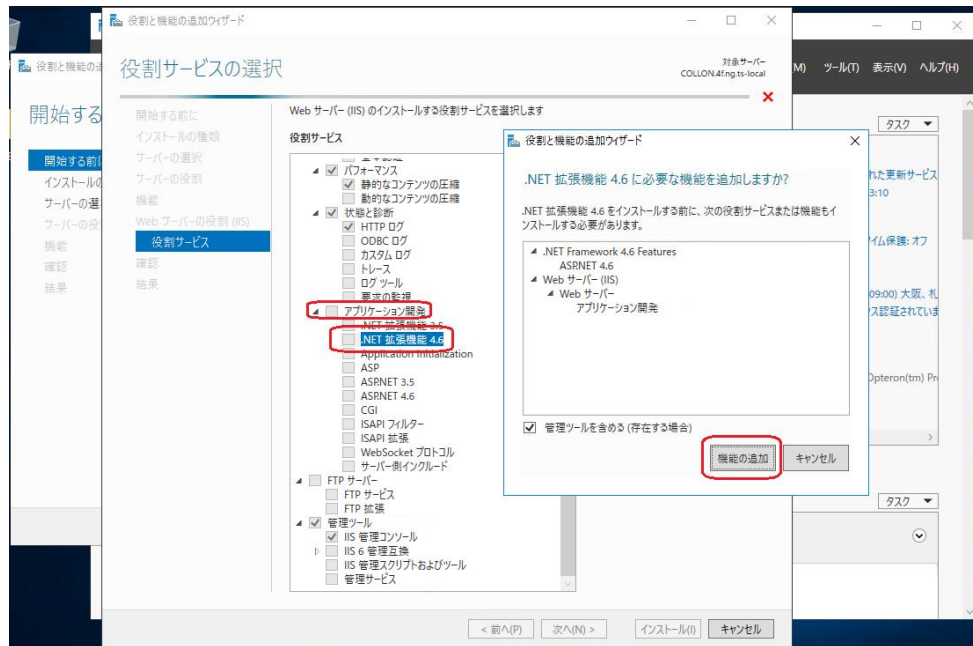 役割と機能の追加ウィザード
役割と機能の
役割サービスの選択
対象サーバー
COLLON.4f.ng.ts-local
(M) ツール(T) 表示(V) ヘルプ(H)
開始する
開始する前に
インストールの種類
サーバーの選択
サーバーの役割
機能
Web サーバーの役割 (IIS)
役割サービス
確認
結果
開始する前
インストールの
サーバーの選
サーバーの役
機能
確認
結果
Web サーバー (IIS) のインストールする役割サービスを選択します
役割サービス
パフォーマンス
静的なコンテンツの圧縮
動的なコンテンツの圧縮
状態と診断
HTTP ログ
ODBC ログ
カスタム ログ
トレース
ログ ツール
要求の監視
アプリケーション開発
.NET 拡張機能 3.5
.NET 拡張機能 4.6
Application Initialization
ASP
ASP.NET 3.5
ASP.NET 4.6
CGI
ISAPI フィルター
ISAPI 拡張
WebSocket プロトコル
サーバー側インクルード
FTP サーバー
FTP サービス
FTP 拡張
管理ツール
IIS 管理コンソール
IIS 6 管理互換
IIS 管理スクリプトおよびツール
管理サービス
役割と機能の追加ウィザード
.NET 拡張機能 4.6 に必要な機能を追加しますか?
.NET 拡張機能 4.6 をインストールする前に、次の役割サービスまたは機能もイ
ンストールする必要があります。
.NET Framework 4.6 Features
ASP.NET 4.6
Web サーバー (IIS)
Web サーバー
アプリケーション開発
管理ツールを含める (存在する場合)
機能の追加 キャンセル
タスク
れた更新サービス
3:10
イム保護: オフ
09:00) 大阪、札
ス認証されていま
Opteron(tm) Pr
タスク
< 前へ(P) 次へ(N) > インストール(I) キャンセル